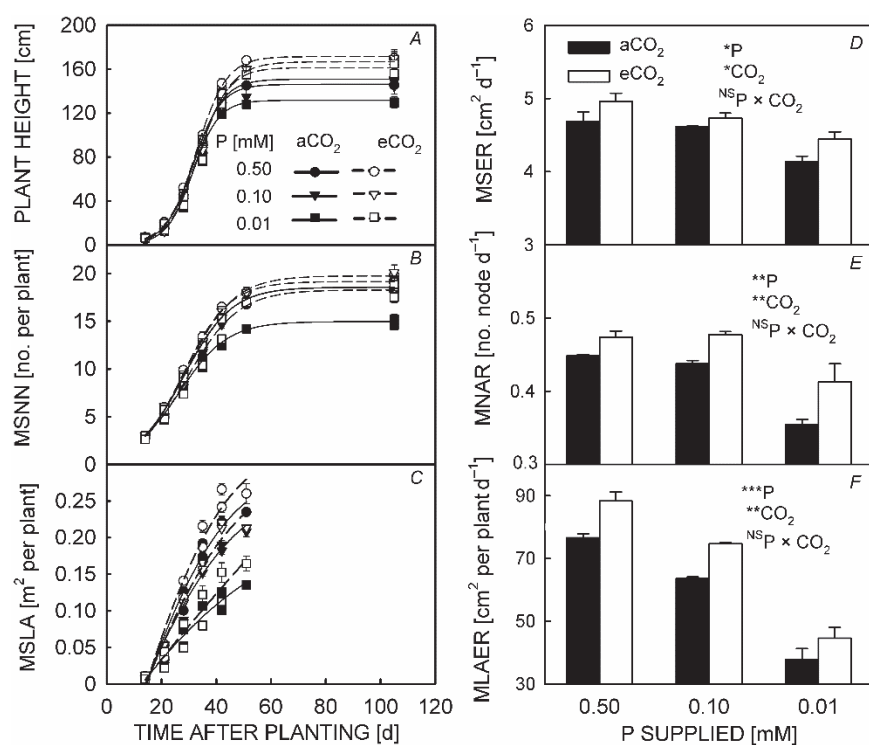 A
PLANT HEIGHT [cm]
200
160
120
80
40
0
P [mM] aCO₂ eCO₂
0.50
0.10
0.01
B
MSNN [no. per plant]
20
15
10
5
0
C
MSLA [m² per plant]
0.25
0.20
0.15
0.10
0.05
0
0 20 40 60 80 100 120
TIME AFTER PLANTING [d]
D
MSER [cm² d⁻¹]
6
5
4
3
aCO₂
eCO₂
*P
*CO₂
ᴺˢP × CO₂
E
MNAR [no. node d⁻¹]
0.5
0.4
0.3
**P
**CO₂
ᴺˢP × CO₂
F
MLAER [cm² per plant d⁻¹]
90
70
50
30
***P
**CO₂
ᴺˢP × CO₂
0.50 0.10 0.01
P SUPPLIED [mM]